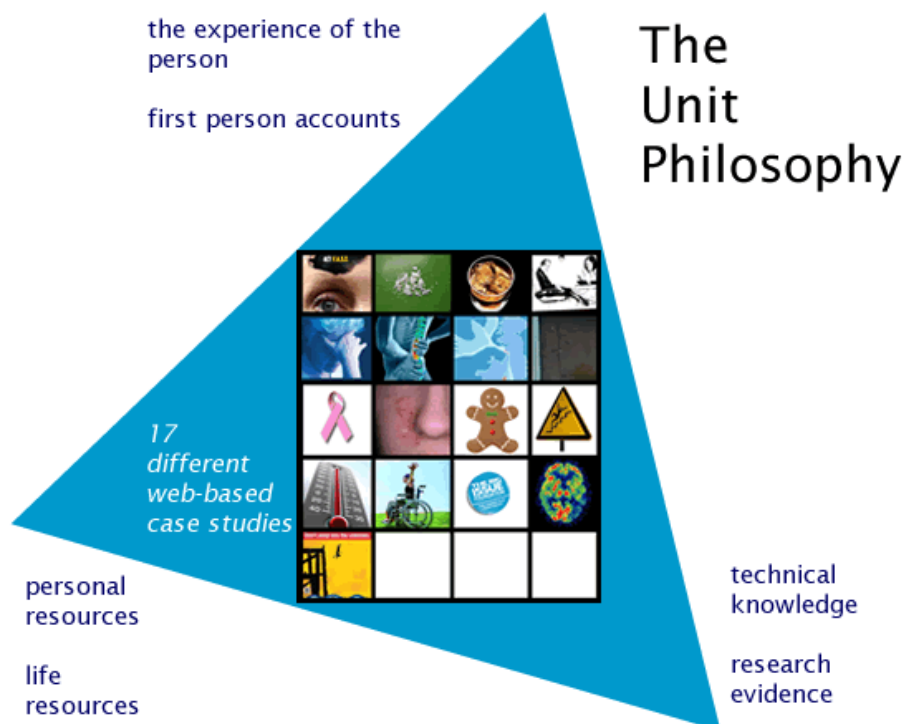 the experience of the
person
first person accounts
The
Unit
Philosophy
17
different
web-based
case studies
personal
resources
life
resources
technical
knowledge
research
evidence